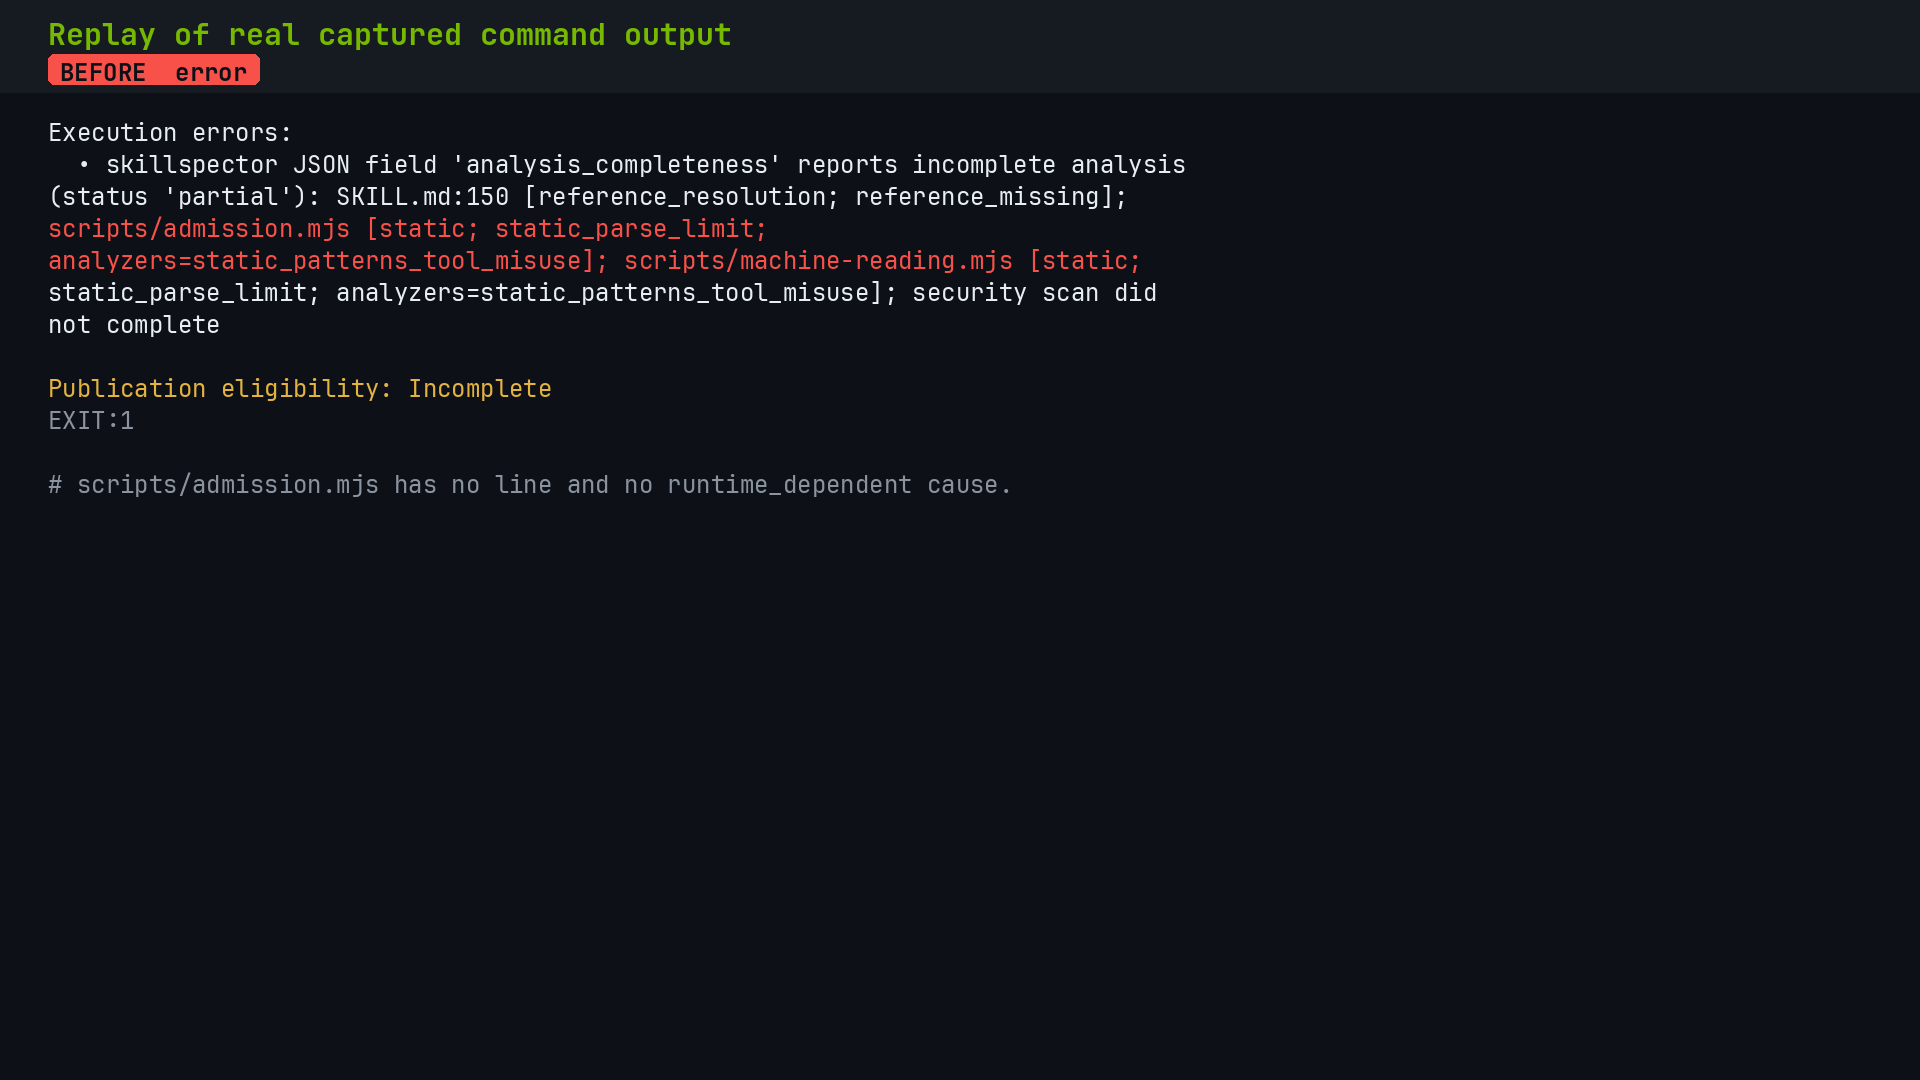 Replay of real captured command output
BEFORE  error
Execution errors:
  • skillspector JSON field 'analysis_completeness' reports incomplete analysis
(status 'partial'): SKILL.md:150 [reference_resolution; reference_missing];
scripts/admission.mjs [static; static_parse_limit;
analyzers=static_patterns_tool_misuse]; scripts/machine-reading.mjs [static;
static_parse_limit; analyzers=static_patterns_tool_misuse]; security scan did
not complete
Publication eligibility: Incomplete
EXIT:1
# scripts/admission.mjs has no line and no runtime_dependent cause.